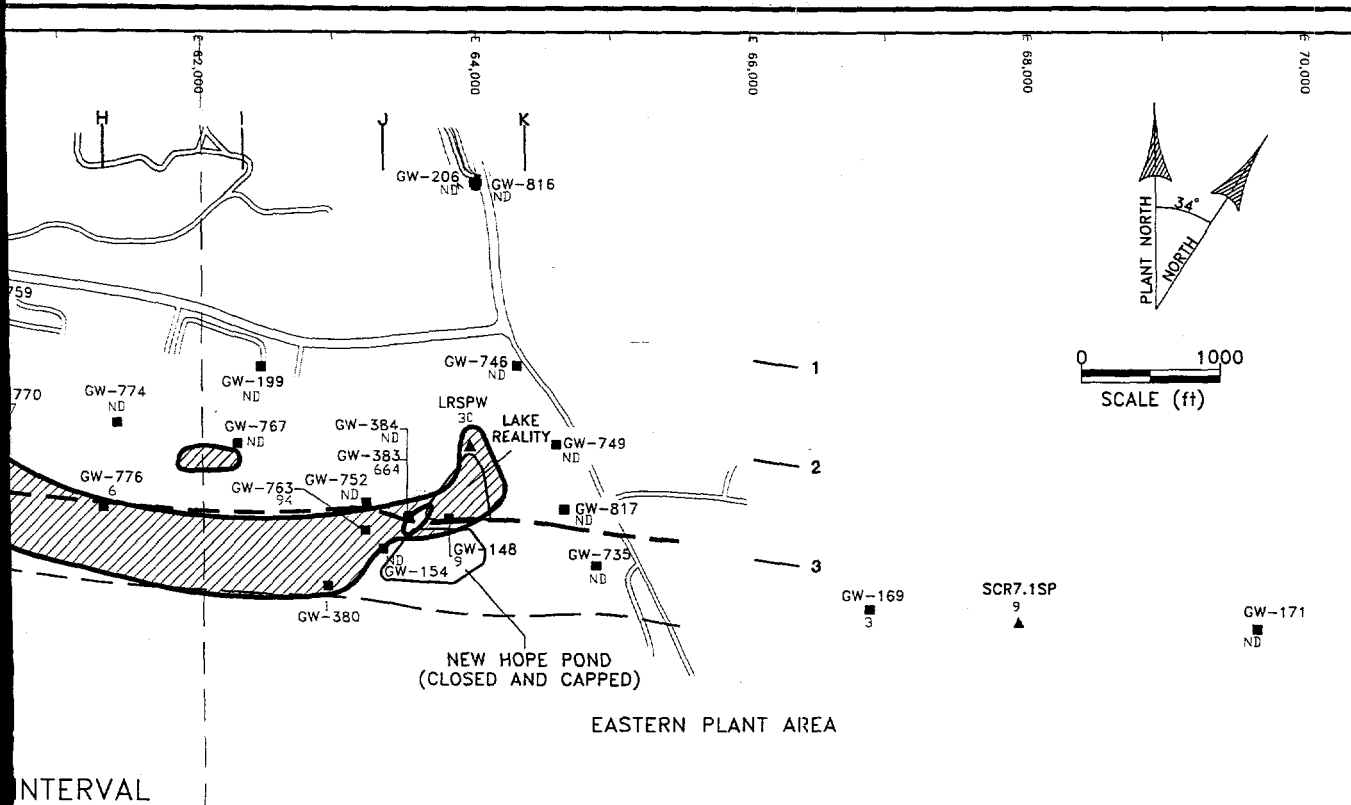 E 62,000
E 64,000
E 66,000
E 68,000
E 70,000
H
J
K
GW-206
ND
GW-816
ND
PLANT NORTH
34°
NORTH
759
GW-746
ND
1
0 1000
SCALE (ft)
GW-199
ND
770
GW-774
ND
GW-767
ND
LRSPW
30
LAKE
REALITY
GW-384
ND
GW-383
664
GW-749
ND
2
GW-776
6
GW-763
94
GW-752
ND
GW-817
ND
GW-148
9
ND
GW-154
GW-735
ND
3
1
GW-380
GW-169
3
SCR7.1SP
9
GW-171
ND
NEW HOPE POND
(CLOSED AND CAPPED)
EASTERN PLANT AREA
INTERVAL